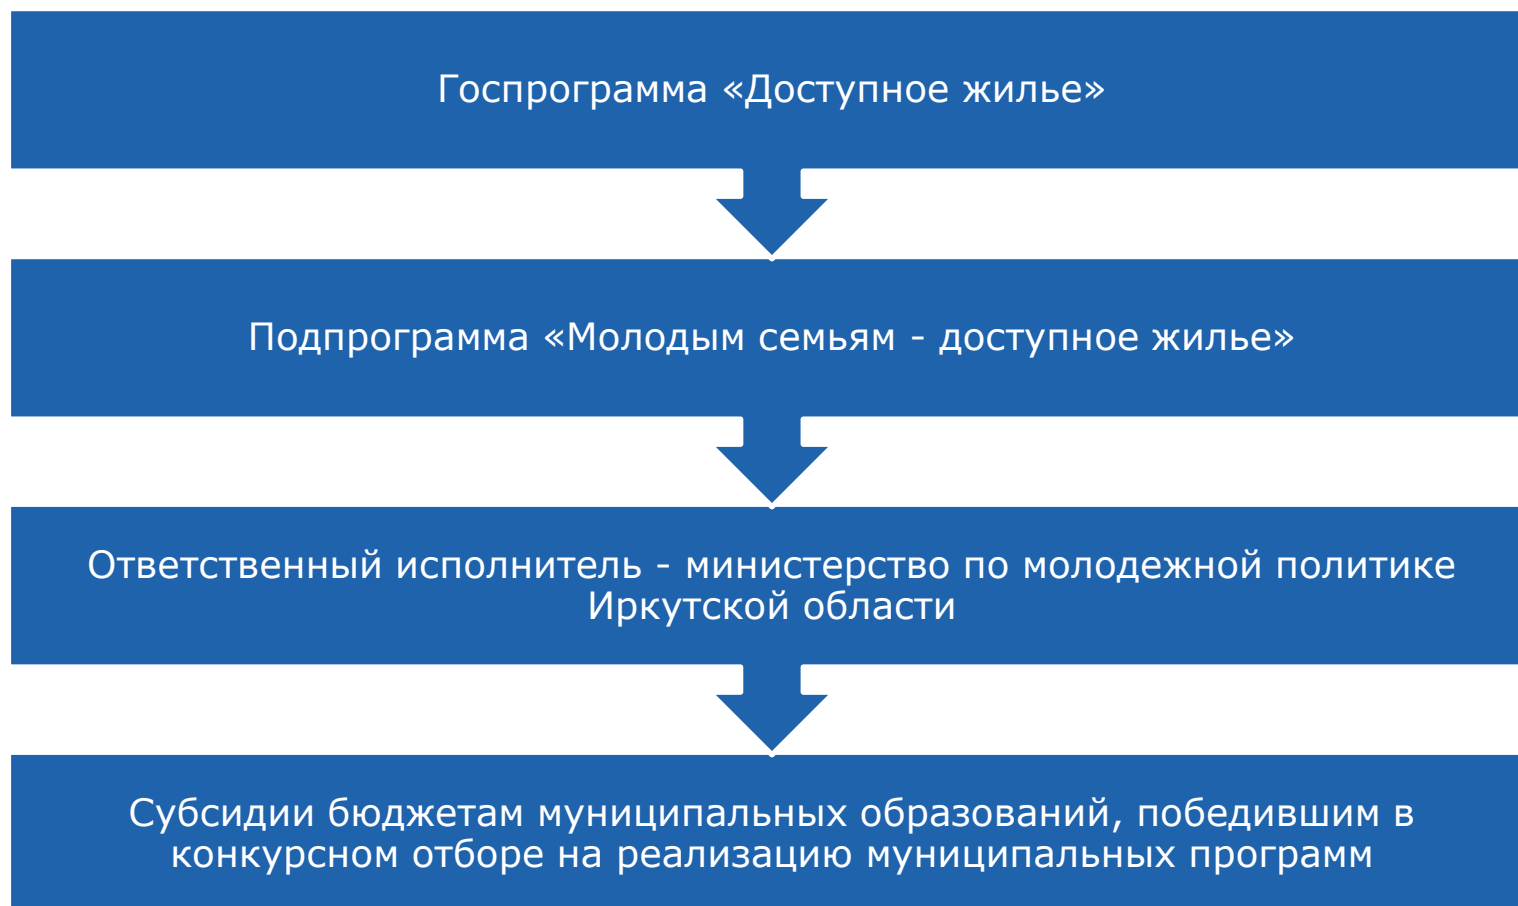 Госпрограмма «Доступное жилье»
Подпрограмма «Молодым семьям - доступное жилье»
Ответственный исполнитель - министерство по молодежной политике
Иркутской области
Субсидии бюджетам муниципальных образований, победившим в
конкурсном отборе на реализацию муниципальных программ